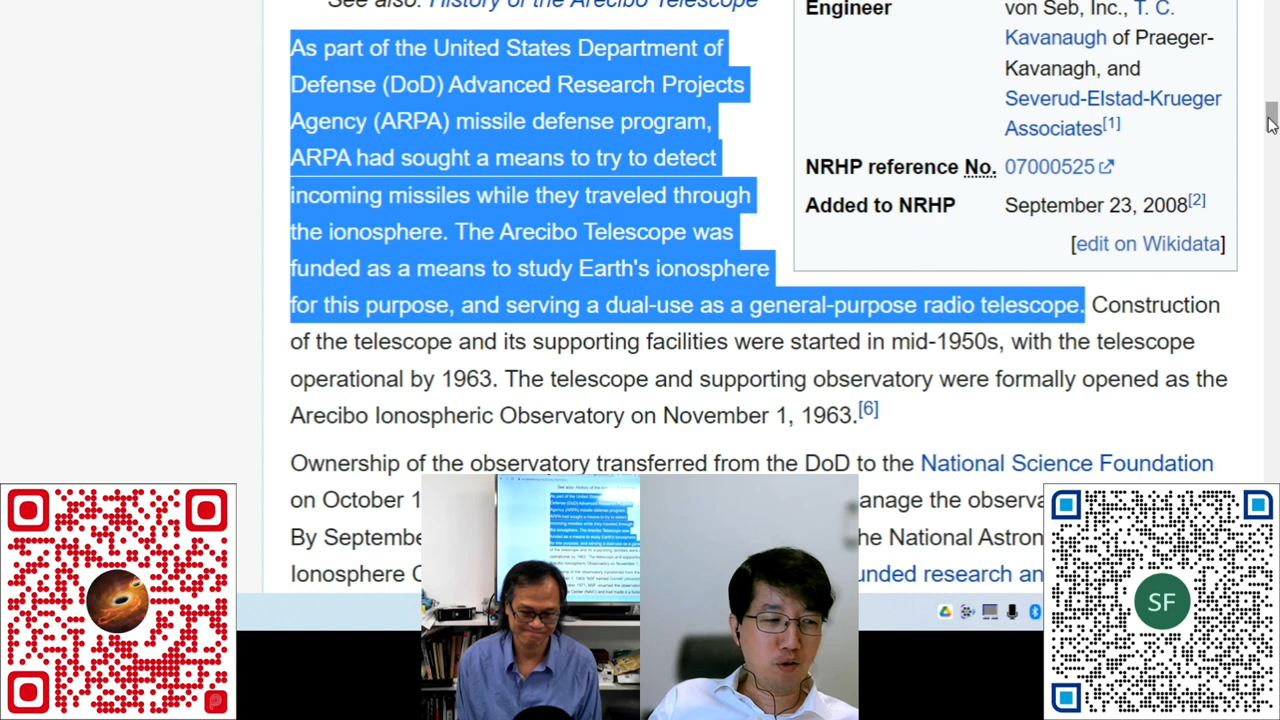 See also: History of the Arecibo Telescope
As part of the United States Department of
Defense (DoD) Advanced Research Projects
Agency (ARPA) missile defense program,
ARPA had sought a means to try to detect
incoming missiles while they traveled through
the ionosphere. The Arecibo Telescope was
funded as a means to study Earth's ionosphere
for this purpose, and serving a dual-use as a general-purpose radio telescope. Construction
of the telescope and its supporting facilities were started in mid-1950s, with the telescope
operational by 1963. The telescope and supporting observatory were formally opened as the
Arecibo Ionospheric Observatory on November 1, 1963.[6]
Ownership of the observatory transferred from the DoD to the National Science Foundation
on October 1 anage the observa
By Septembe he National Astron
Ionosphere C unded research an
Engineer von Seb, Inc., T. C.
Kavanaugh of Praeger-
Kavanagh, and
Severud-Elstad-Krueger
Associates[1]
NRHP reference No. 07000525
Added to NRHP September 23, 2008[2]
[edit on Wikidata]
SF